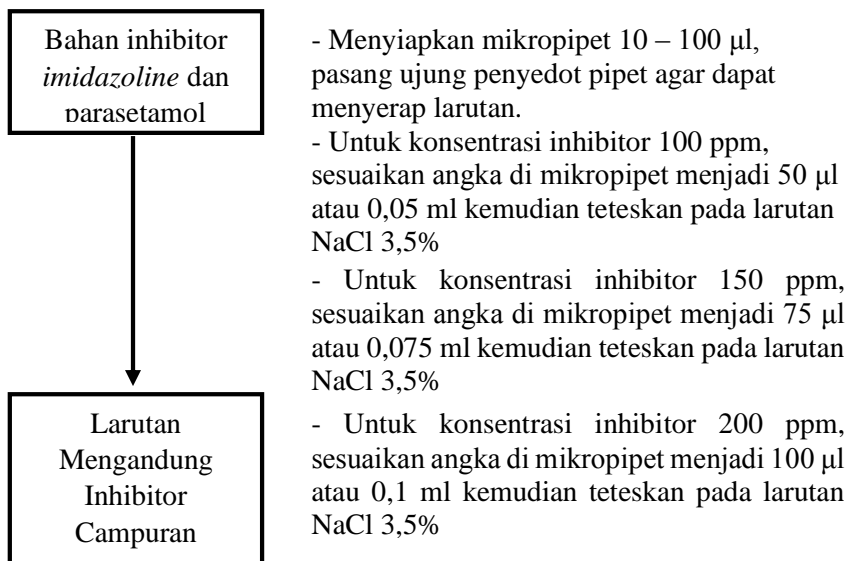 Bahan inhibitor
imidazoline dan
parasetamol
- Menyiapkan mikropipet 10 – 100 μl,
pasang ujung penyedot pipet agar dapat
menyerap larutan.
- Untuk konsentrasi inhibitor 100 ppm,
sesuaikan angka di mikropipet menjadi 50 μl
atau 0,05 ml kemudian teteskan pada larutan
NaCl 3,5%
- Untuk konsentrasi inhibitor 150 ppm,
sesuaikan angka di mikropipet menjadi 75 μl
atau 0,075 ml kemudian teteskan pada larutan
NaCl 3,5%
Larutan
Mengandung
Inhibitor
Campuran
- Untuk konsentrasi inhibitor 200 ppm,
sesuaikan angka di mikropipet menjadi 100 μl
atau 0,1 ml kemudian teteskan pada larutan
NaCl 3,5%